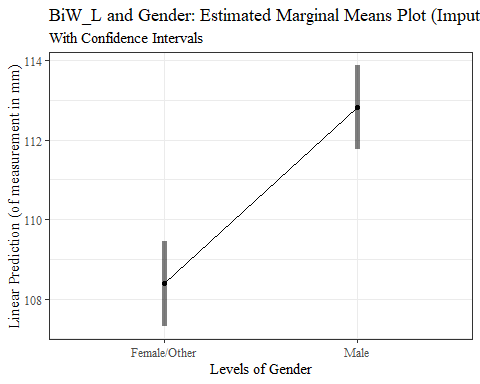 BiW_L and Gender: Estimated Marginal Means Plot (Imput
With Confidence Intervals
Linear Prediction (of measurement in mm)
114
112
110
108
Female/Other
Male
Levels of Gender